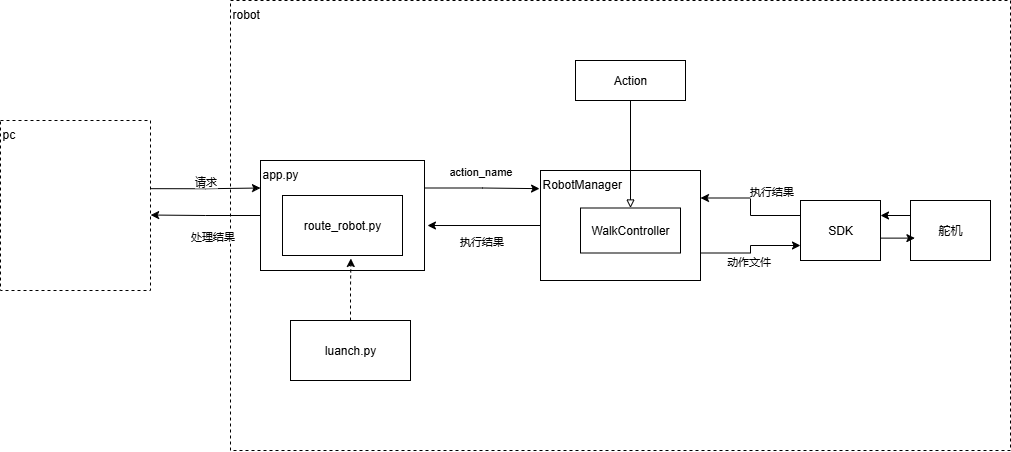 robot
Action
pc
请求
app.py
action_name
RobotManager
执行结果
route_robot.py
WalkController
SDK
舵机
处理结果
执行结果
动作文件
luanch.py